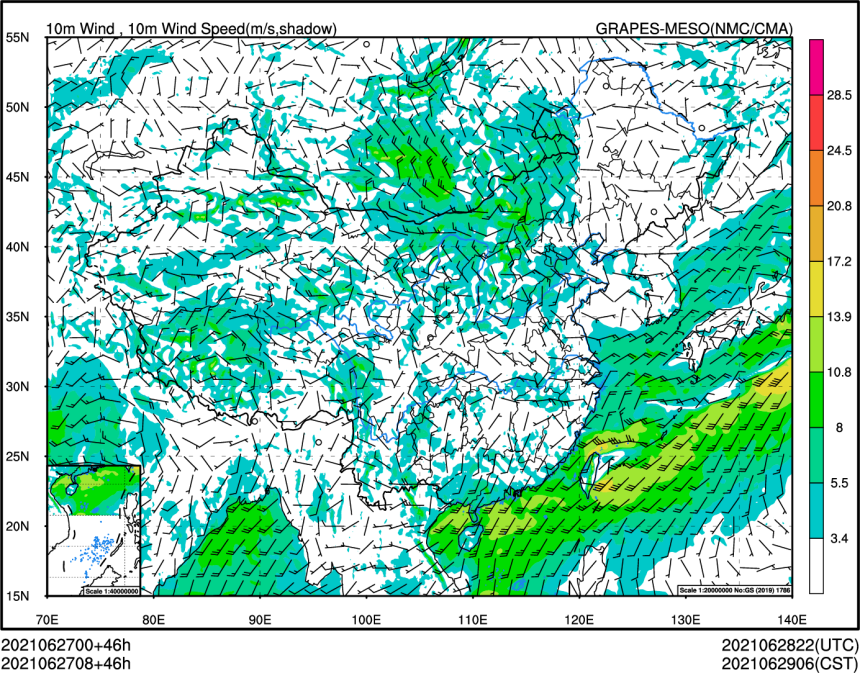 10m Wind , 10m Wind Speed(m/s,shadow) GRAPES-MESO(NMC/CMA)
55N
50N
45N
40N
35N
30N
25N
20N
15N
28.5
24.5
20.8
17.2
13.9
10.8
8
5.5
3.4
Scale 1:40000000
Scale 1:20000000 No:GS (2019) 1786
70E 80E 90E 100E 110E 120E 130E 140E
2021062700+46h 2021062822(UTC)
2021062708+46h 2021062906(CST)